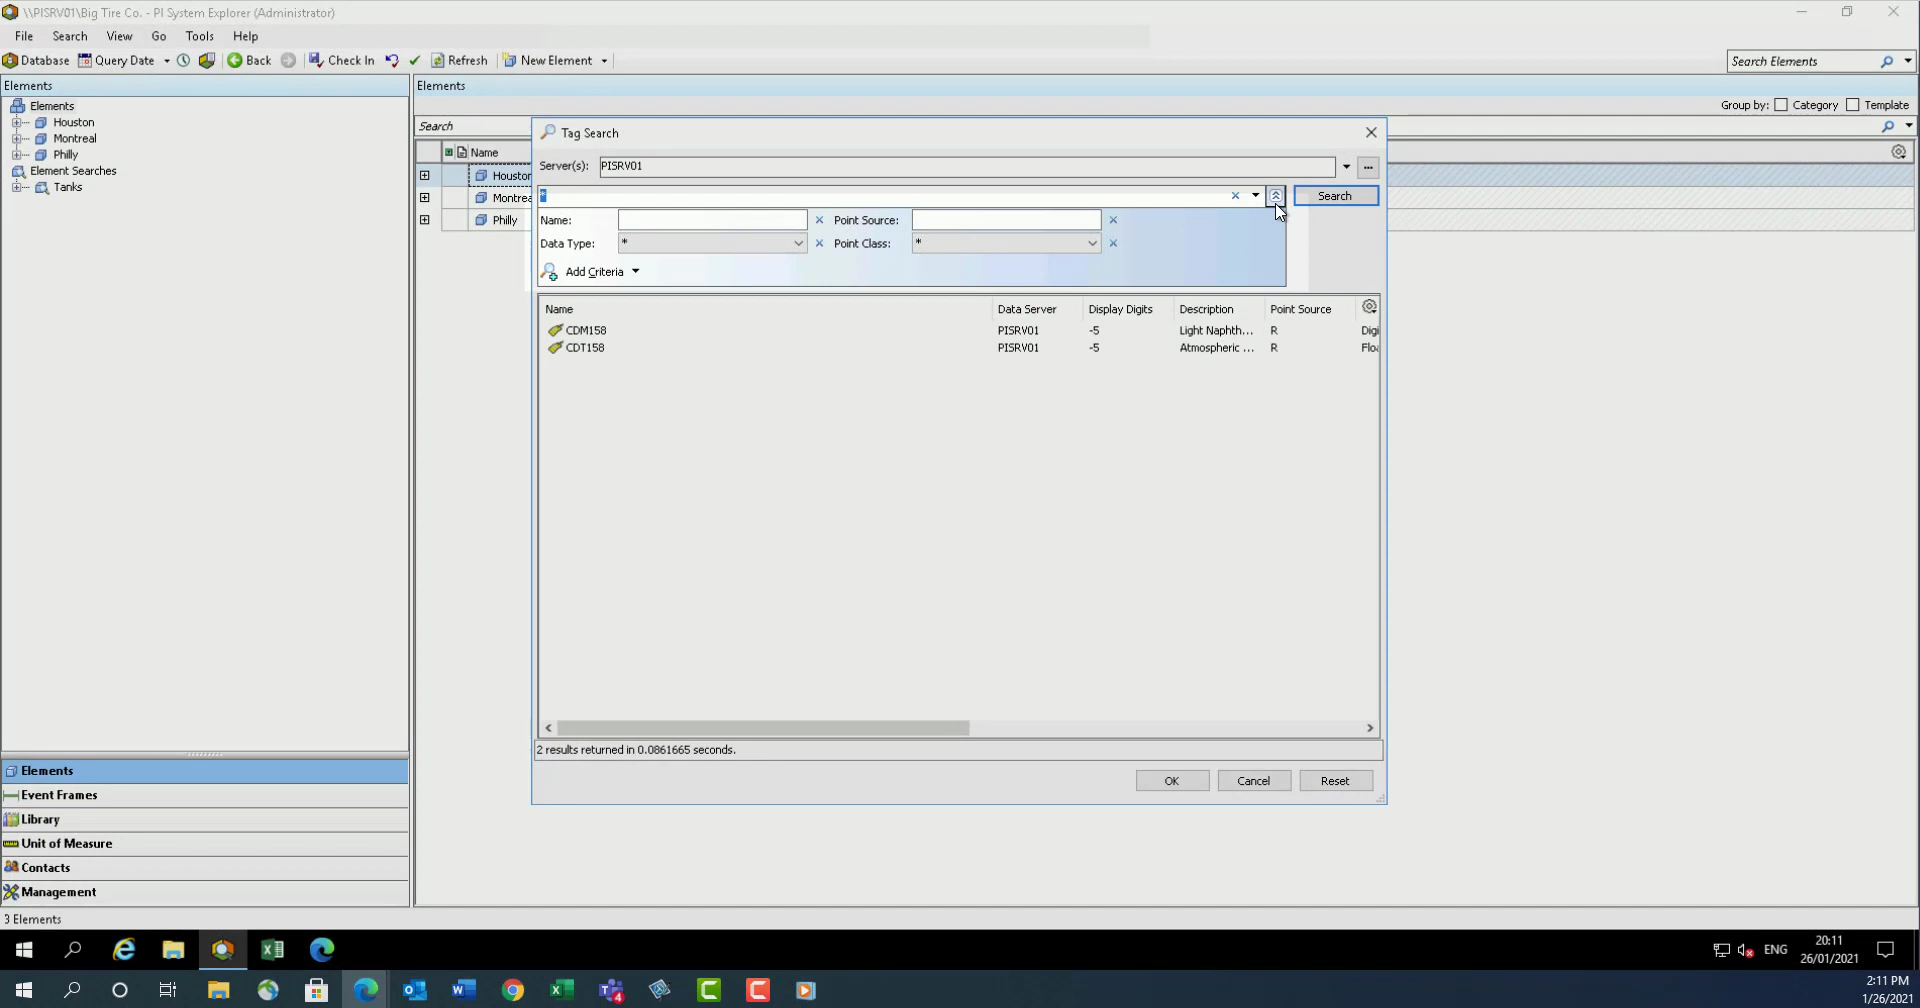 \\PISRV01\Big Tire Co. - PI System Explorer (Administrator)
File Search View Go Tools Help
Database Query Date Back Check In Refresh New Element
Search Elements
Elements
Elements
Houston
Montreal
Philly
Element Searches
Tanks
Elements
Group by: Category Template
Search
Name
Houston
Montrea
Philly
Tag Search
Server(s): PISRV01 ...
* Search
Name: Point Source:
Data Type: * Point Class: *
Add Criteria
Name Data Server Display Digits Description Point Source
CDM158 PISRV01 -5 Light Naphth... R Digi
CDT158 PISRV01 -5 Atmospheric ... R Floa
2 results returned in 0.0861665 seconds.
OK Cancel Reset
Elements
Event Frames
Library
Unit of Measure
Contacts
Management
3 Elements
ENG 20:11
26/01/2021
4
2:11 PM
1/26/2021